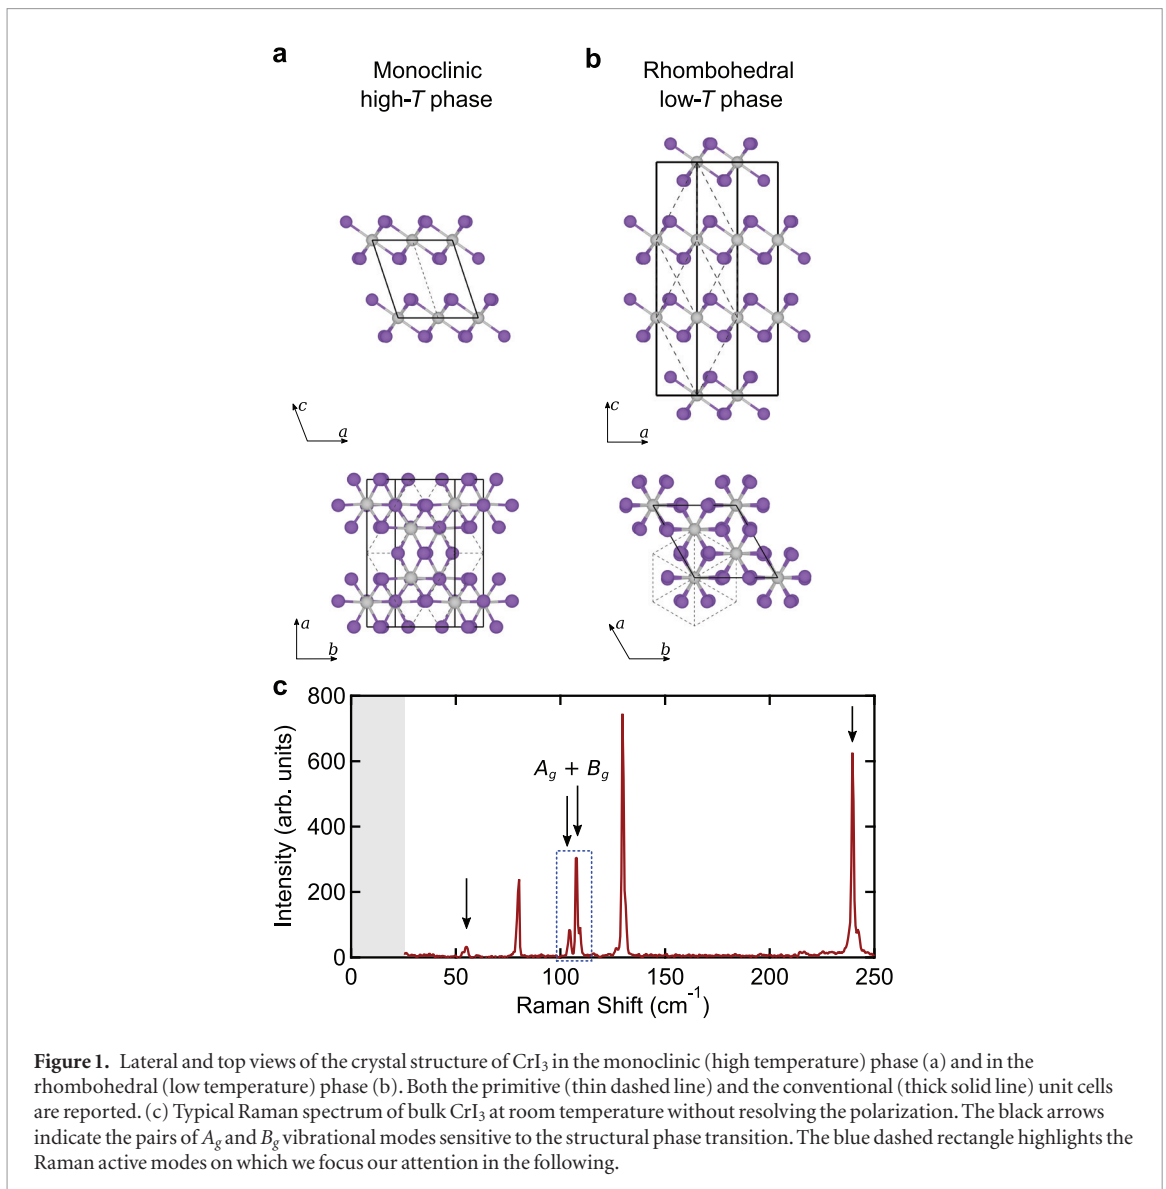 a
Monoclinic
high-T phase
b
Rhombohedral
low-T phase
c
a
c
a
a
b
a
b
c
800
600
400
200
0
Intensity (arb. units)
A_g + B_g
0
50
100
150
200
250
Raman Shift (cm⁻¹)
Figure 1. Lateral and top views of the crystal structure of CrI₃ in the monoclinic (high temperature) phase (a) and in the
rhombohedral (low temperature) phase (b). Both the primitive (thin dashed line) and the conventional (thick solid line) unit cells
are reported. (c) Typical Raman spectrum of bulk CrI₃ at room temperature without resolving the polarization. The black arrows
indicate the pairs of A_g and B_g vibrational modes sensitive to the structural phase transition. The blue dashed rectangle highlights the
Raman active modes on which we focus our attention in the following.